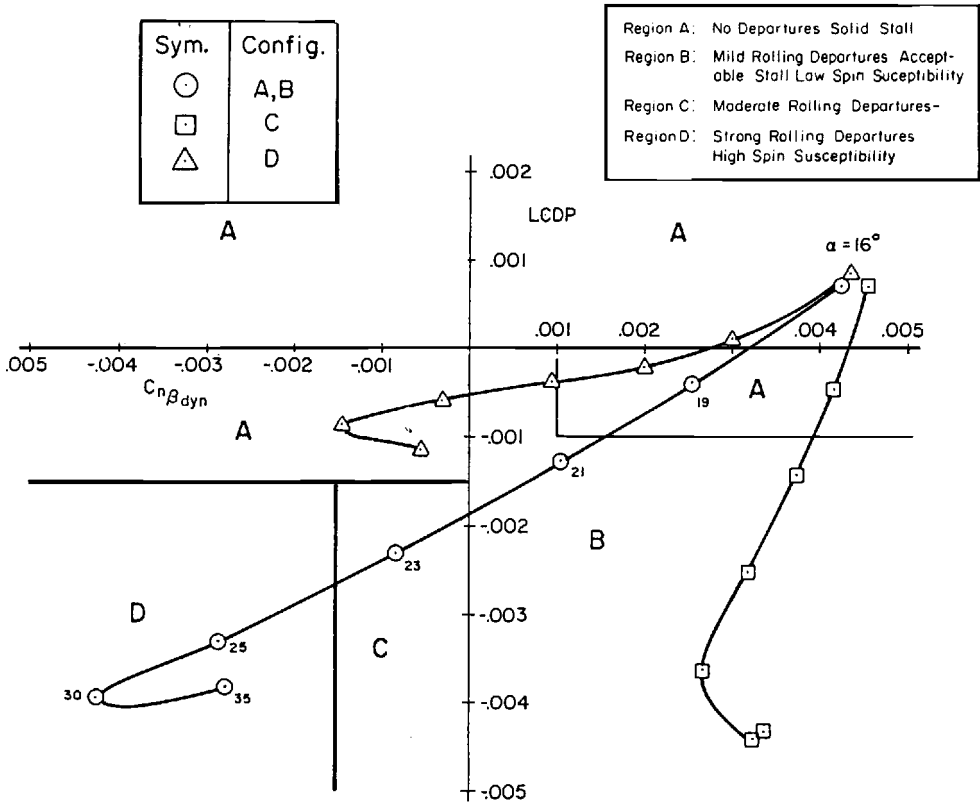 Sym. Config.
A,B
C
D
Region A: No Departures Solid Stall
Region B: Mild Rolling Departures Accept-
able Stall Low Spin Suceptibility
Region C: Moderate Rolling Departures-
Region D: Strong Rolling Departures
High Spin Susceptibility
.002
LCDP
A
A
α = 16°
.001
.005 -.004 -.003 -.002 -.001
.001 .002 .004 .005
Cnβdyn
A
A
19
-.001
21
-.002
B
23
D
-.003
C
25
30
35
-.004
-.005